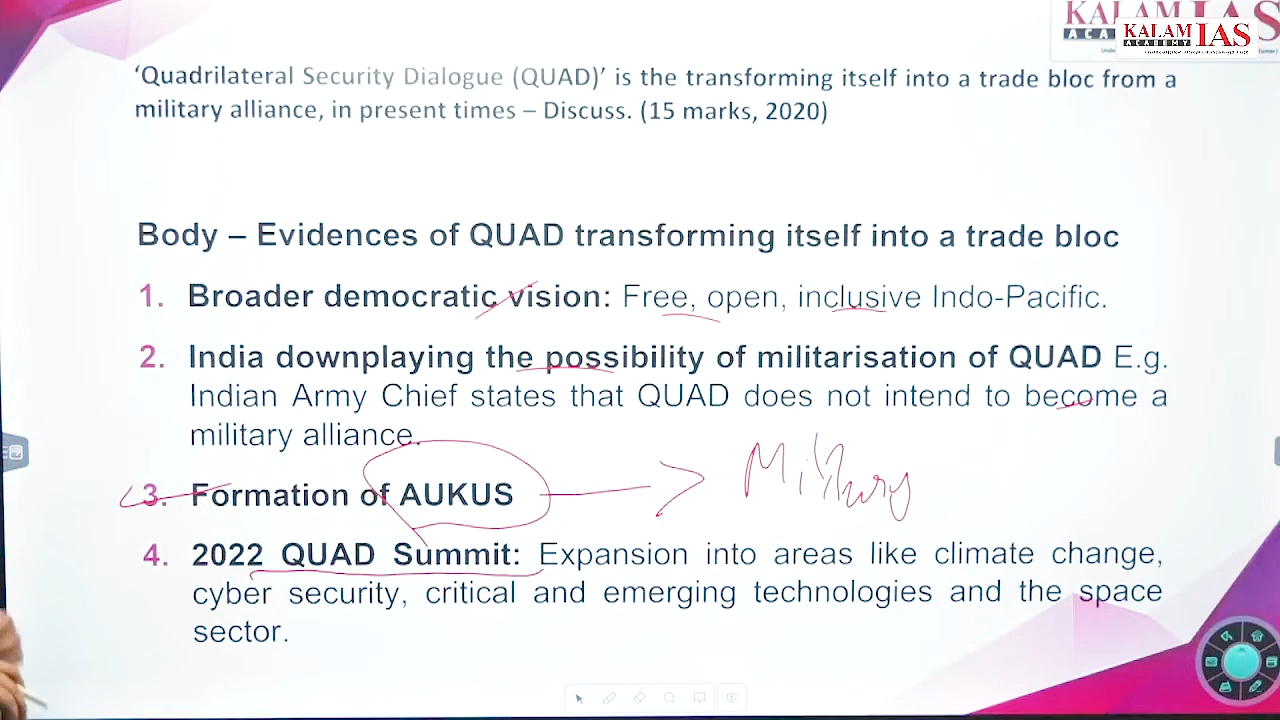 KALAM IAS
ACA
KALAM IAS
ACADEMY
‘Quadrilateral Security Dialogue (QUAD)’ is the transforming itself into a trade bloc from a
military alliance, in present times – Discuss. (15 marks, 2020)
Body – Evidences of QUAD transforming itself into a trade bloc
1. Broader democratic vision: Free, open, inclusive Indo-Pacific.
2. India downplaying the possibility of militarisation of QUAD E.g.
Indian Army Chief states that QUAD does not intend to become a
military alliance.
3. Formation of AUKUS
Military
4. 2022 QUAD Summit: Expansion into areas like climate change,
cyber security, critical and emerging technologies and the space
sector.